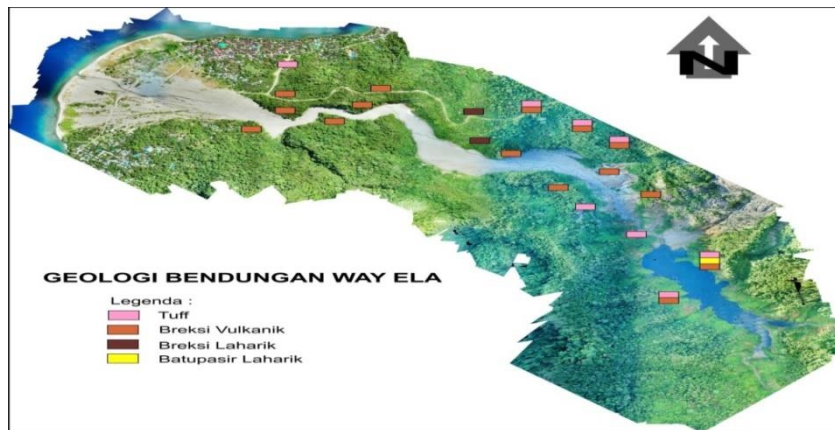 N
GEOLOGI BENDUNGAN WAY ELA
Legenda :
Tuff
Breksi Vulkanik
Breksi Laharik
Batupasir Laharik